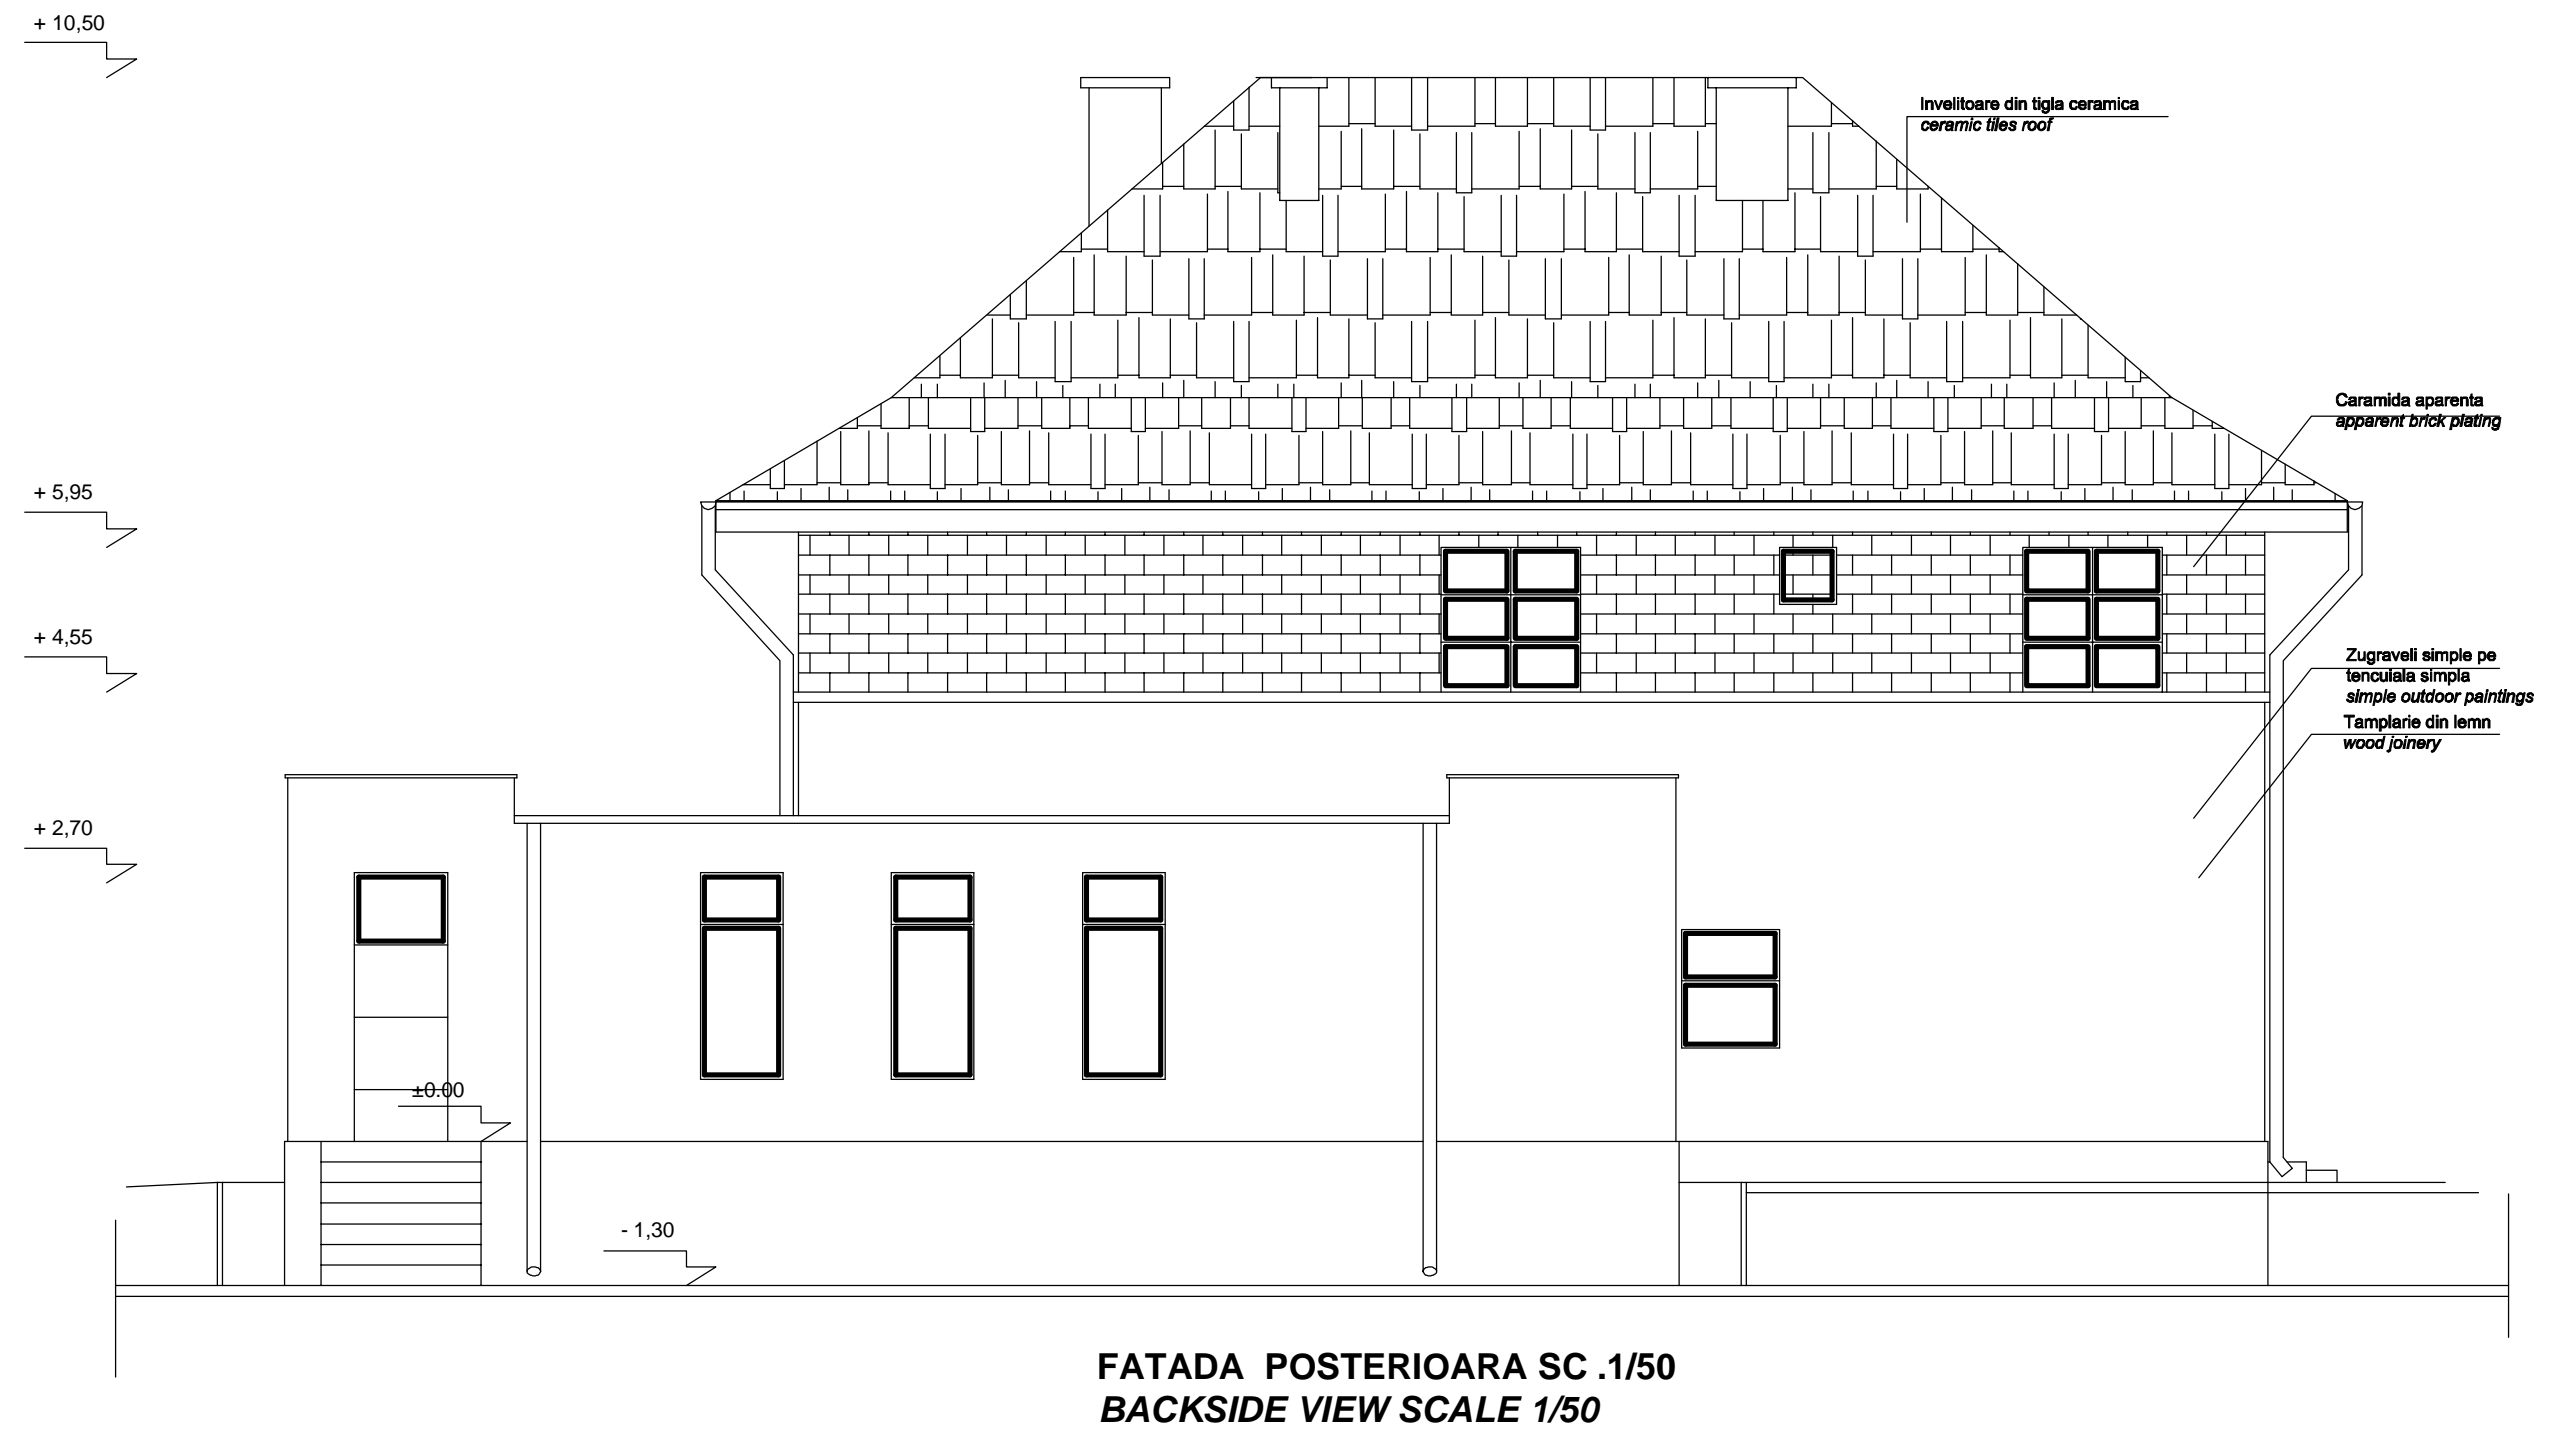 + 10,50
Invelitoare din tigla ceramica
ceramic tiles roof
Caramida aparenta
apparent brick plating
+ 5,95
+ 4,55
Zugraveli simple pe
tencuiala simpla
simple outdoor paintings
Tamplarie din lemn
wood joinery
+ 2,70
±0.00
- 1,30
FATADA POSTERIOARA SC .1/50
BACKSIDE VIEW SCALE 1/50